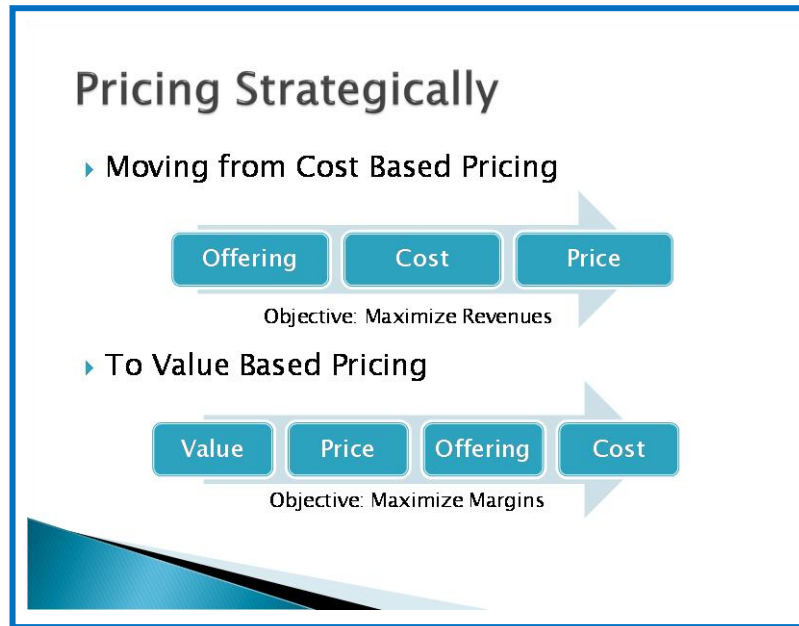 Pricing Strategically
Moving from Cost Based Pricing
Offering Cost Price
Objective: Maximize Revenues
To Value Based Pricing
Value Price Offering Cost
Objective: Maximize Margins